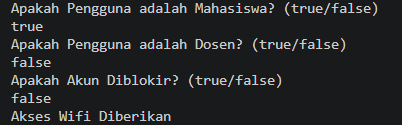 Apakah Pengguna adalah Mahasiswa? (true/false)
true
Apakah Pengguna adalah Dosen? (true/false)
false
Apakah Akun Diblokir? (true/false)
false
Akses Wifi Diberikan